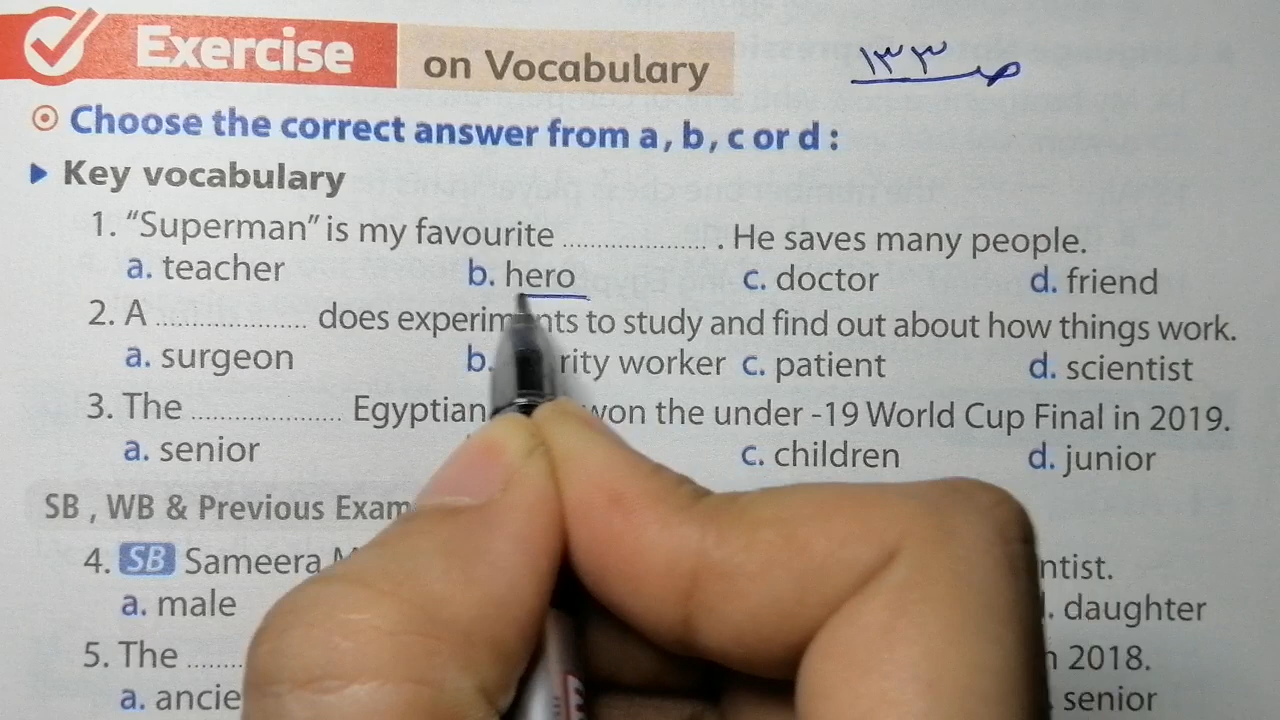 Exercise on Vocabulary ص ١٣٣
Choose the correct answer from a, b, c or d :
Key vocabulary
1. “Superman” is my favourite .................... . He saves many people.
a. teacher b. hero c. doctor d. friend
2. A .................... does experiments to study and find out about how things work.
a. surgeon b. rity worker c. patient d. scientist
3. The .................... Egyptian won the under -19 World Cup Final in 2019.
a. senior c. children d. junior
SB , WB & Previous Exam
4. SB Sameera ntist.
a. male d. daughter
5. The ........ n 2018.
a. ancie senior